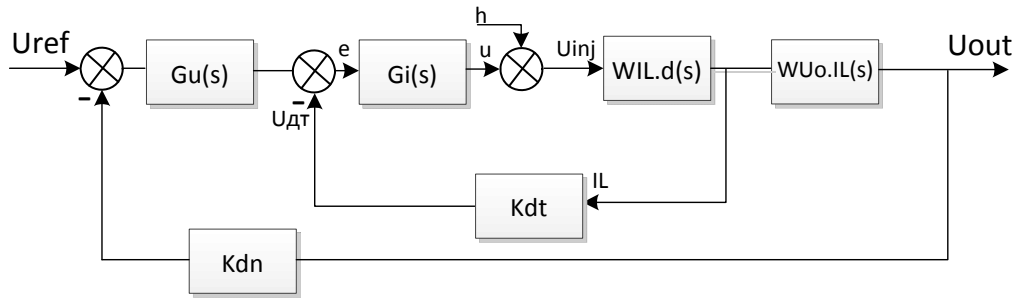 h
Uref
e
u
Uinj
Uout
Gu(s)
Gi(s)
WIL.d(s)
WUo.IL(s)
-
-
Uдт
IL
Kdt
Kdn